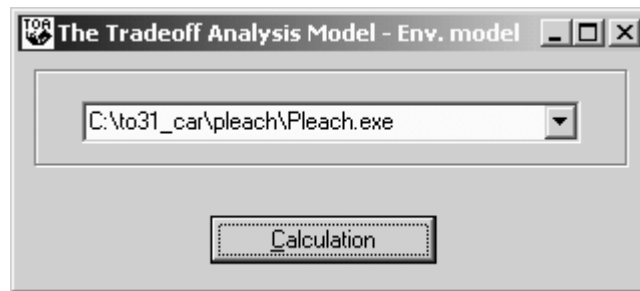 TOA The Tradeoff Analysis Model - Env. model
C:\to31_car\pleach\Pleach.exe
Calculation